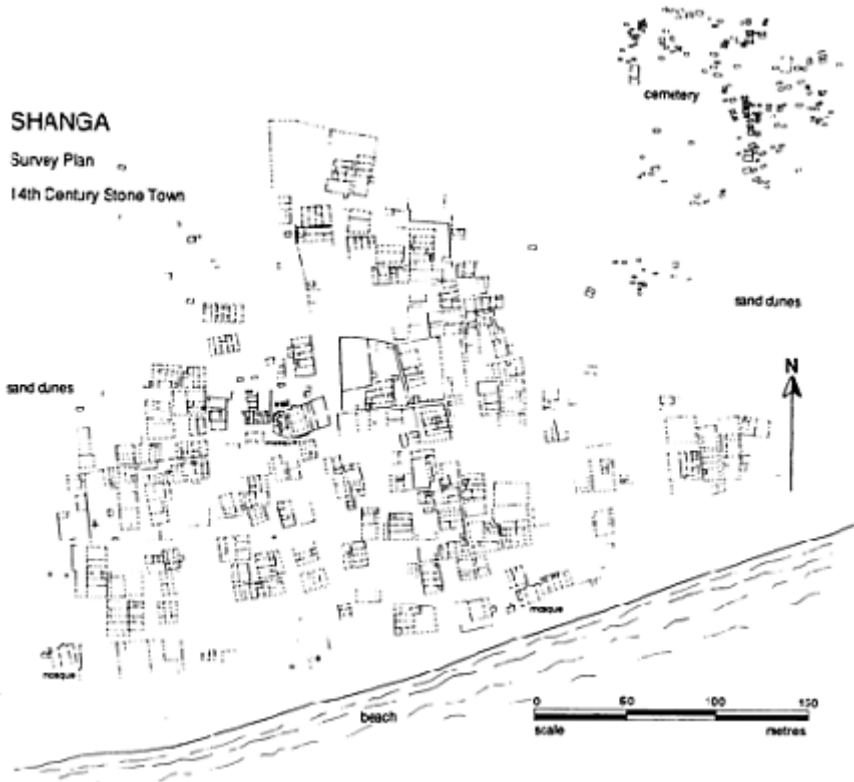 SHANGA
Survey Plan
14th Century Stone Town
cemetery
sand dunes
N
sand dunes
well
mosque
mosque
beach
0 50 100 150
scale metres